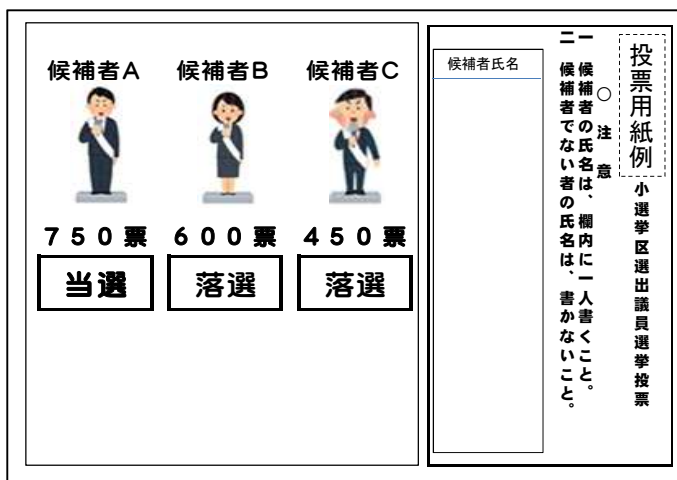 候補者A 候補者B 候補者C
750票 600票 450票
当選 落選 落選
投票用紙例
小選挙区選出議員選挙投票
○注意
一 候補者の氏名は、欄内に一人書くこと。
二 候補者でない者の氏名は、書かないこと。
候補者氏名